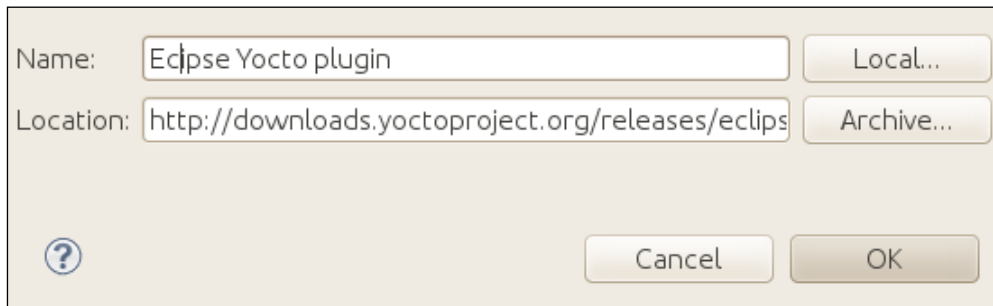 Name: Eclipse Yocto plugin Local...
Location: http://downloads.yoctoproject.org/releases/eclips Archive...
? Cancel OK